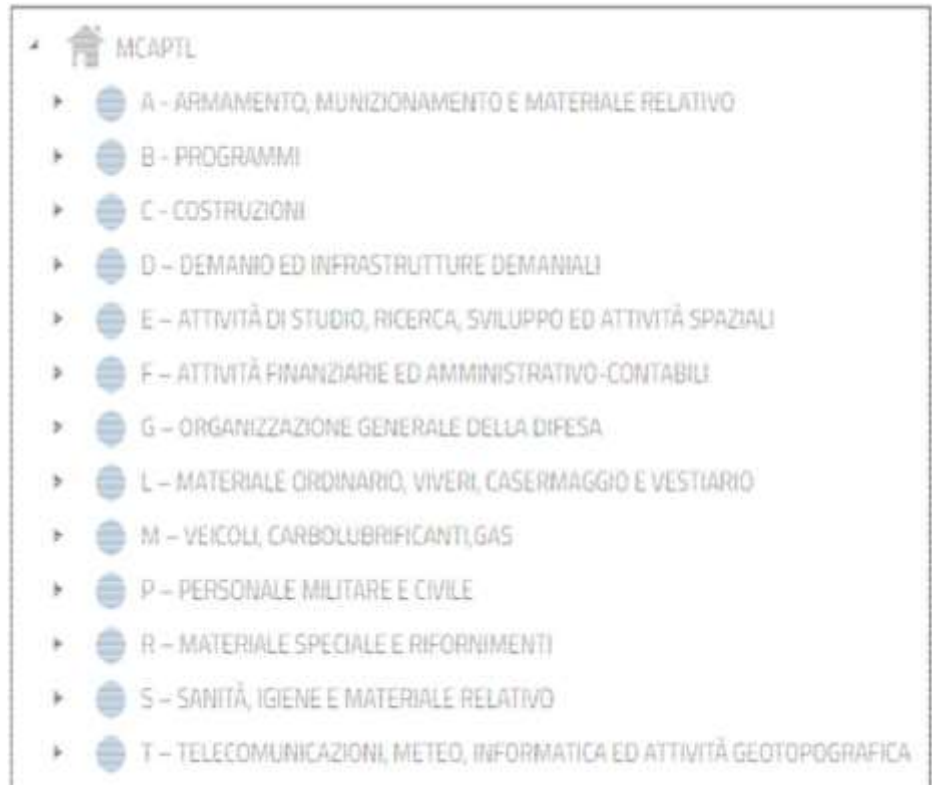 MCAPTL
A - ARMAMENTO, MUNIZIONAMENTO E MATERIALE RELATIVO
B - PROGRAMMI
C - COSTRUZIONI
D – DEMANIO ED INFRASTRUTTURE DEMANIALI
E – ATTIVITÀ DI STUDIO, RICERCA, SVILUPPO ED ATTIVITÀ SPAZIALI
F – ATTIVITÀ FINANZIARIE ED AMMINISTRATIVO-CONTABILI
G – ORGANIZZAZIONE GENERALE DELLA DIFESA
L – MATERIALE ORDINARIO, VIVERI, CASERMAGGIO E VESTIARIO
M – VEICOLI, CARBOLUBRIFICANTI,GAS
P – PERSONALE MILITARE E CIVILE
R – MATERIALE SPECIALE E RIFORNIMENTI
S – SANITÀ, IGIENE E MATERIALE RELATIVO
T – TELECOMUNICAZIONI, METEO, INFORMATICA ED ATTIVITÀ GEOTOPOGRAFICA